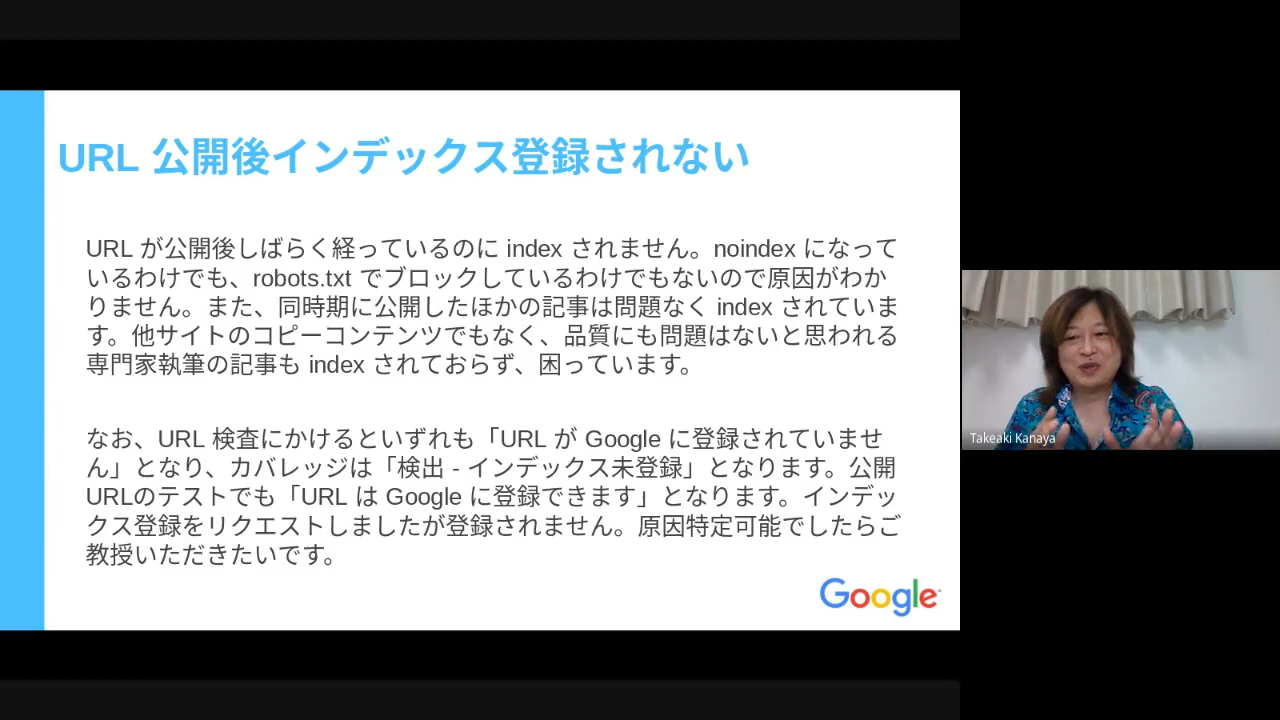 URL 公開後インデックス登録されない
URL が公開後しばらく経っているのに index されません。noindex になって
いるわけでも、robots.txt でブロックしているわけでもないので原因がわか
りません。また、同時期に公開したほかの記事は問題なく index されていま
す。他サイトのコピーコンテンツでもなく、品質にも問題はないと思われる
専門家執筆の記事も index されておらず、困っています。
なお、URL 検査にかけるといずれも「URL が Google に登録されていませ
ん」となり、カバレッジは「検出 - インデックス未登録」となります。公開
URLのテストでも「URL は Google に登録できます」となります。インデッ
クス登録をリクエストしましたが登録されません。原因特定可能でしたらご
教授いただきたいです。
Google
Takeaki Kanaya